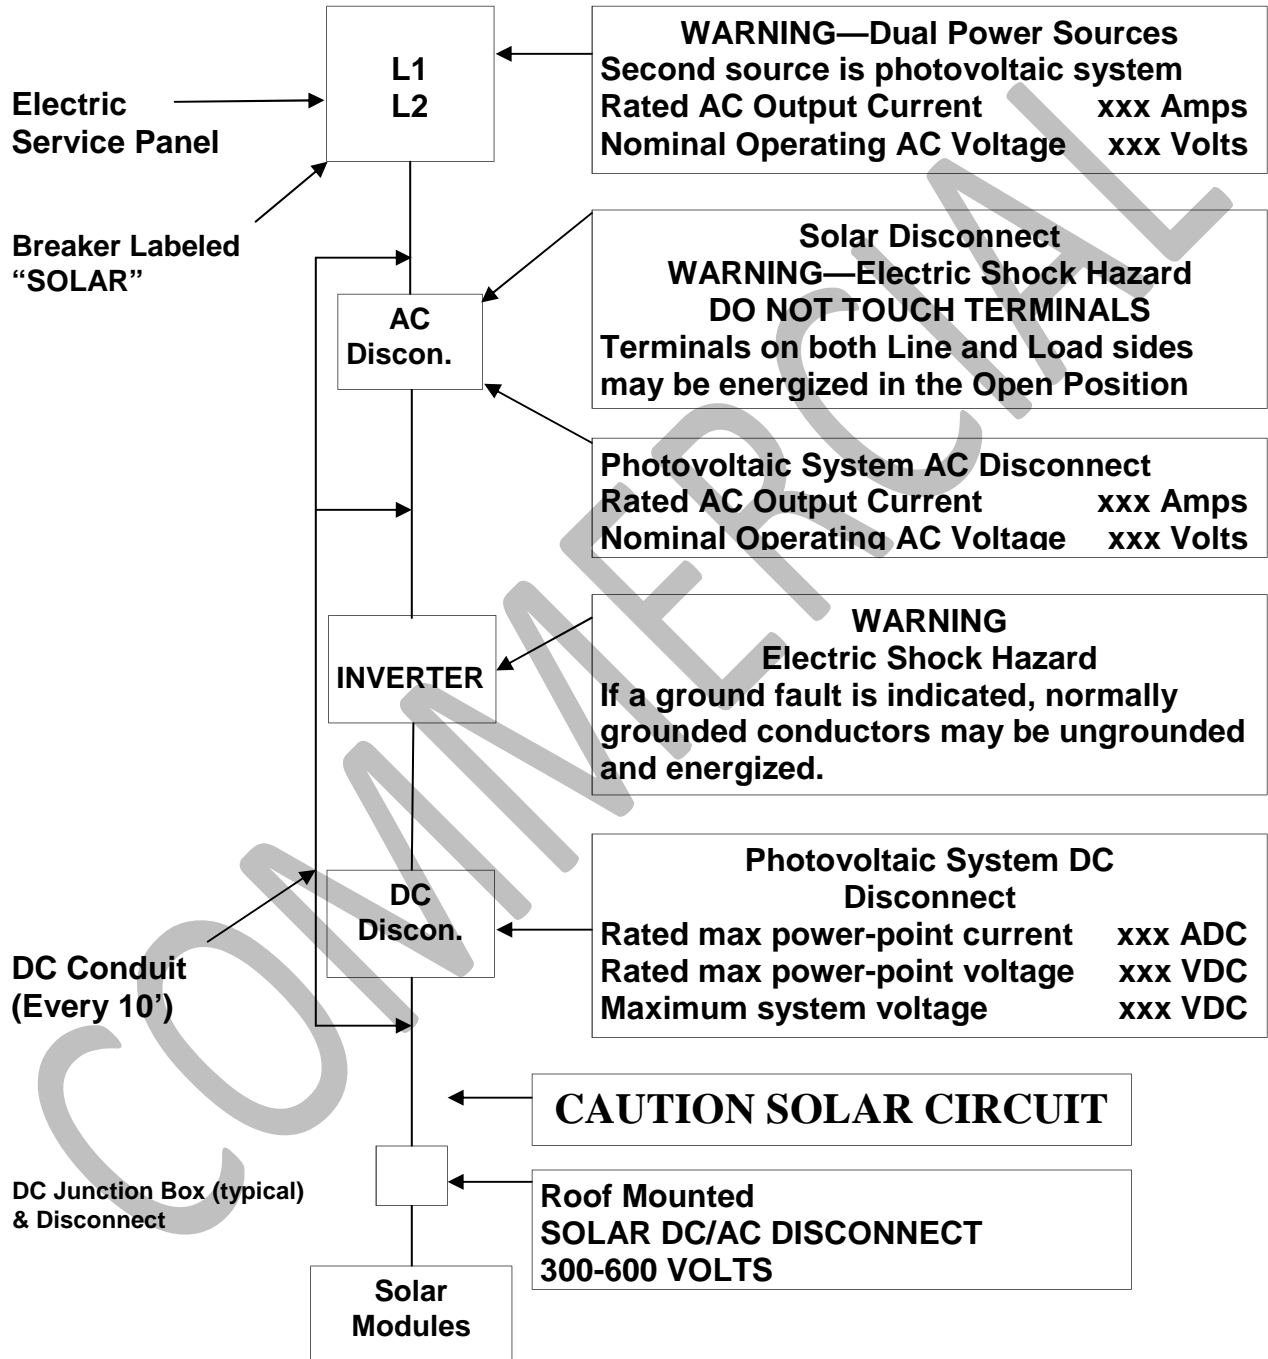 L1
L2
Electric
Service Panel
WARNING—Dual Power Sources
Second source is photovoltaic system
Rated AC Output Current xxx Amps
Nominal Operating AC Voltage xxx Volts
Breaker Labeled
“SOLAR”
AC
Discon.
Solar Disconnect
WARNING—Electric Shock Hazard
DO NOT TOUCH TERMINALS
Terminals on both Line and Load sides
may be energized in the Open Position
Photovoltaic System AC Disconnect
Rated AC Output Current xxx Amps
Nominal Operating AC Voltage xxx Volts
INVERTER
WARNING
Electric Shock Hazard
If a ground fault is indicated, normally
grounded conductors may be ungrounded
and energized.
DC
Discon.
Photovoltaic System DC
Disconnect
Rated max power-point current xxx ADC
Rated max power-point voltage xxx VDC
Maximum system voltage xxx VDC
DC Conduit
(Every 10’)
CAUTION SOLAR CIRCUIT
DC Junction Box (typical)
& Disconnect
Roof Mounted
SOLAR DC/AC DISCONNECT
300-600 VOLTS
Solar
Modules
COMMERCIAL